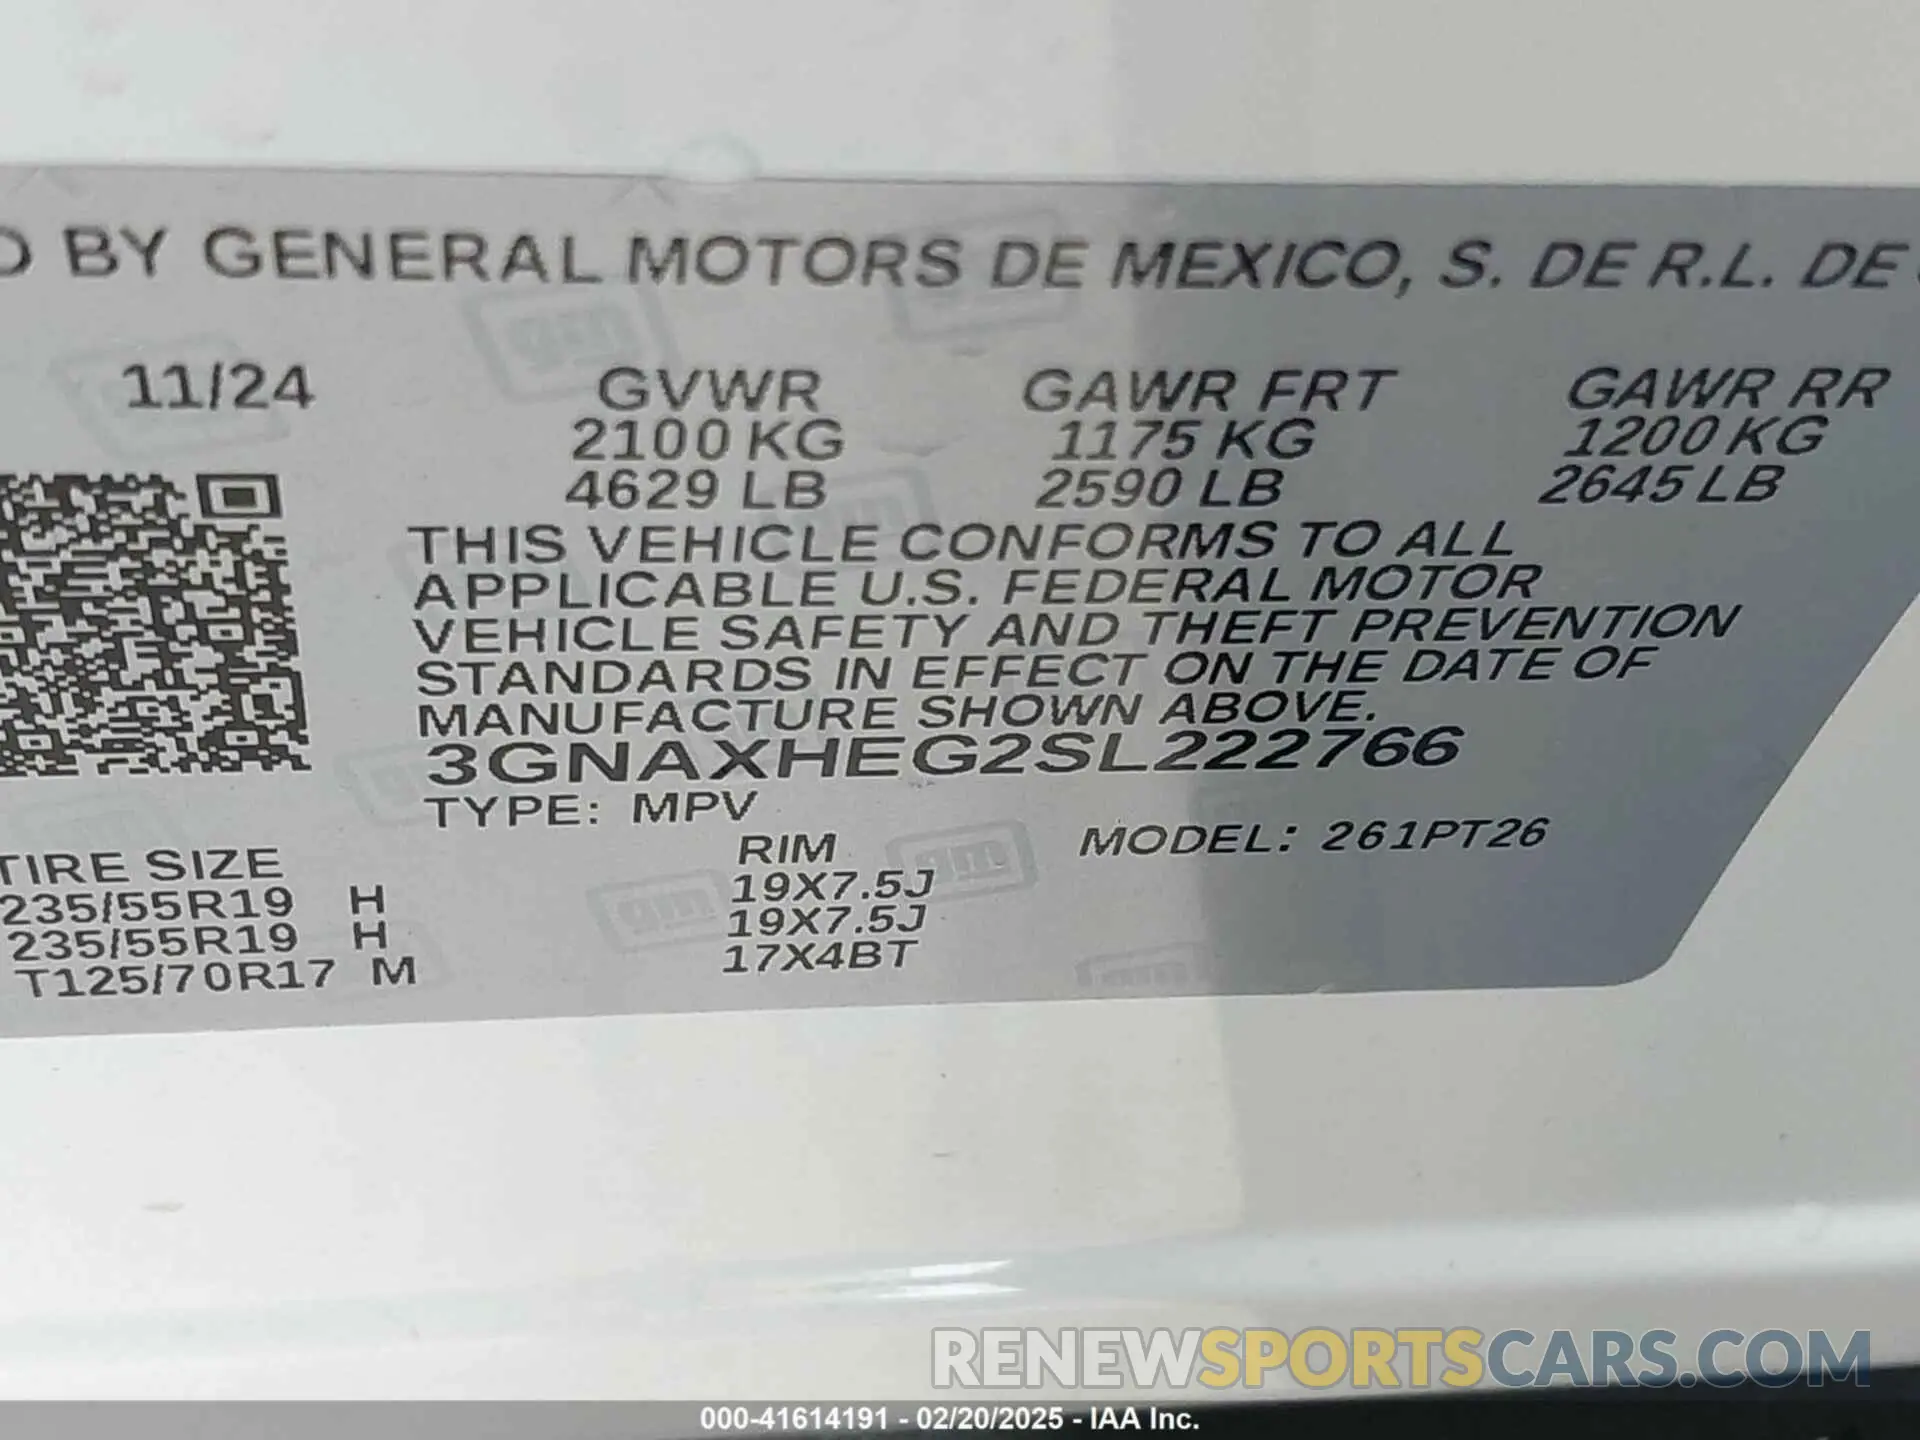 BY GENERAL MOTORS DE MEXICO, S. DE R.L. DE
11/24 GVWR GAWR FRT GAWR RR
2100 KG 1175 KG 1200 KG
4629 LB 2590 LB 2645 LB
THIS VEHICLE CONFORMS TO ALL
APPLICABLE U.S. FEDERAL MOTOR
VEHICLE SAFETY AND THEFT PREVENTION
STANDARDS IN EFFECT ON THE DATE OF
MANUFACTURE SHOWN ABOVE.
3GNAXHEG2SL222766
TYPE: MPV
MODEL: 261PT26
TIRE SIZE RIM
235/55R19 H 19X7.5J
235/55R19 H 19X7.5J
T125/70R17 M 17X4BT
RENEWSPORTSCARS.COM
000-41614191 - 02/20/2025 - IAA Inc.